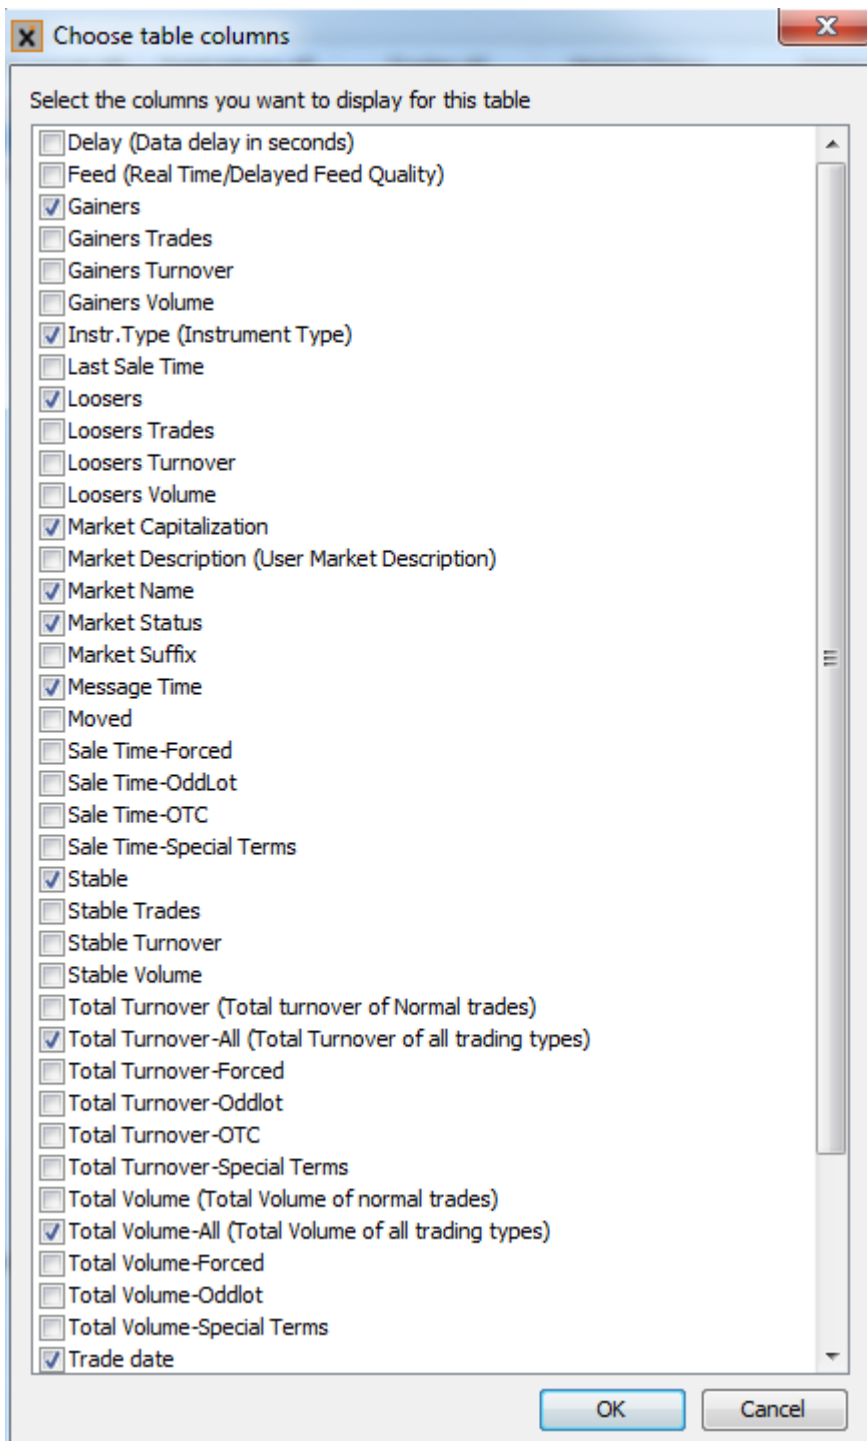 Choose table columns
Select the columns you want to display for this table
Delay (Data delay in seconds)
Feed (Real Time/Delayed Feed Quality)
Gainers
Gainers Trades
Gainers Turnover
Gainers Volume
Instr.Type (Instrument Type)
Last Sale Time
Loosers
Loosers Trades
Loosers Turnover
Loosers Volume
Market Capitalization
Market Description (User Market Description)
Market Name
Market Status
Market Suffix
Message Time
Moved
Sale Time-Forced
Sale Time-OddLot
Sale Time-OTC
Sale Time-Special Terms
Stable
Stable Trades
Stable Turnover
Stable Volume
Total Turnover (Total turnover of Normal trades)
Total Turnover-All (Total Turnover of all trading types)
Total Turnover-Forced
Total Turnover-Oddlot
Total Turnover-OTC
Total Turnover-Special Terms
Total Volume (Total Volume of normal trades)
Total Volume-All (Total Volume of all trading types)
Total Volume-Forced
Total Volume-Oddlot
Total Volume-Special Terms
Trade date
OK Cancel